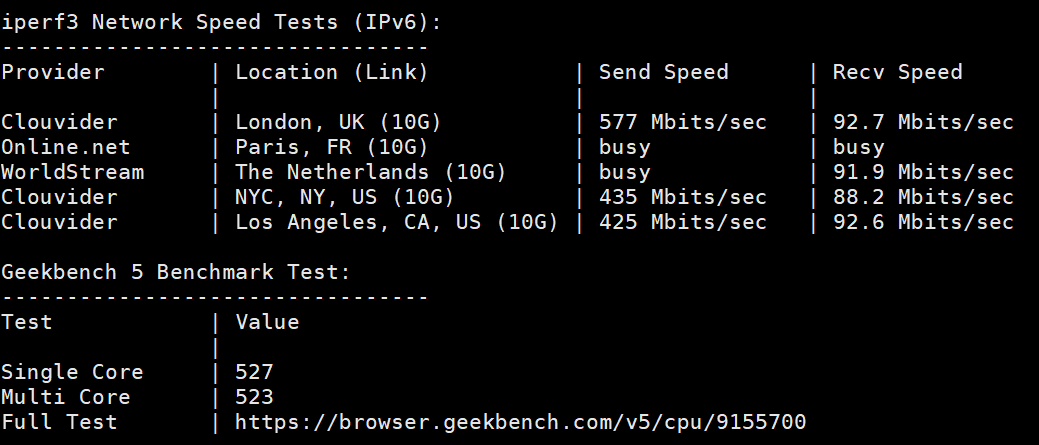 iperf3 Network Speed Tests (IPv6):
---------------------------------
Provider        | Location (Link)           | Send Speed      | Recv Speed
                |                           |                 |
Clouvider       | London, UK (10G)          | 577 Mbits/sec   | 92.7 Mbits/sec
Online.net      | Paris, FR (10G)           | busy            | busy
WorldStream     | The Netherlands (10G)     | busy            | 91.9 Mbits/sec
Clouvider       | NYC, NY, US (10G)         | 435 Mbits/sec   | 88.2 Mbits/sec
Clouvider       | Los Angeles, CA, US (10G) | 425 Mbits/sec   | 92.6 Mbits/sec

Geekbench 5 Benchmark Test:
---------------------------------
Test            | Value
                |
Single Core     | 527
Multi Core      | 523
Full Test       | https://browser.geekbench.com/v5/cpu/9155700